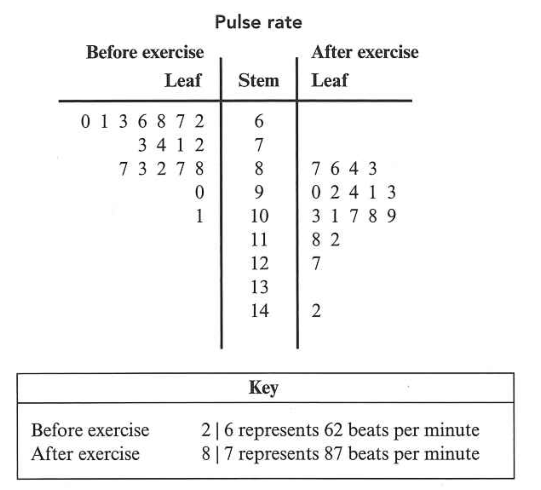 Pulse rate
Before exercise After exercise
Leaf Stem Leaf
0 1 3 6 8 7 2 6
3 4 1 2 7
7 3 2 7 8 8 7 6 4 3
0 9 0 2 4 1 3
1 10 3 1 7 8 9
11 8 2
12 7
13
14 2
Key
Before exercise 2 | 6 represents 62 beats per minute
After exercise 8 | 7 represents 87 beats per minute